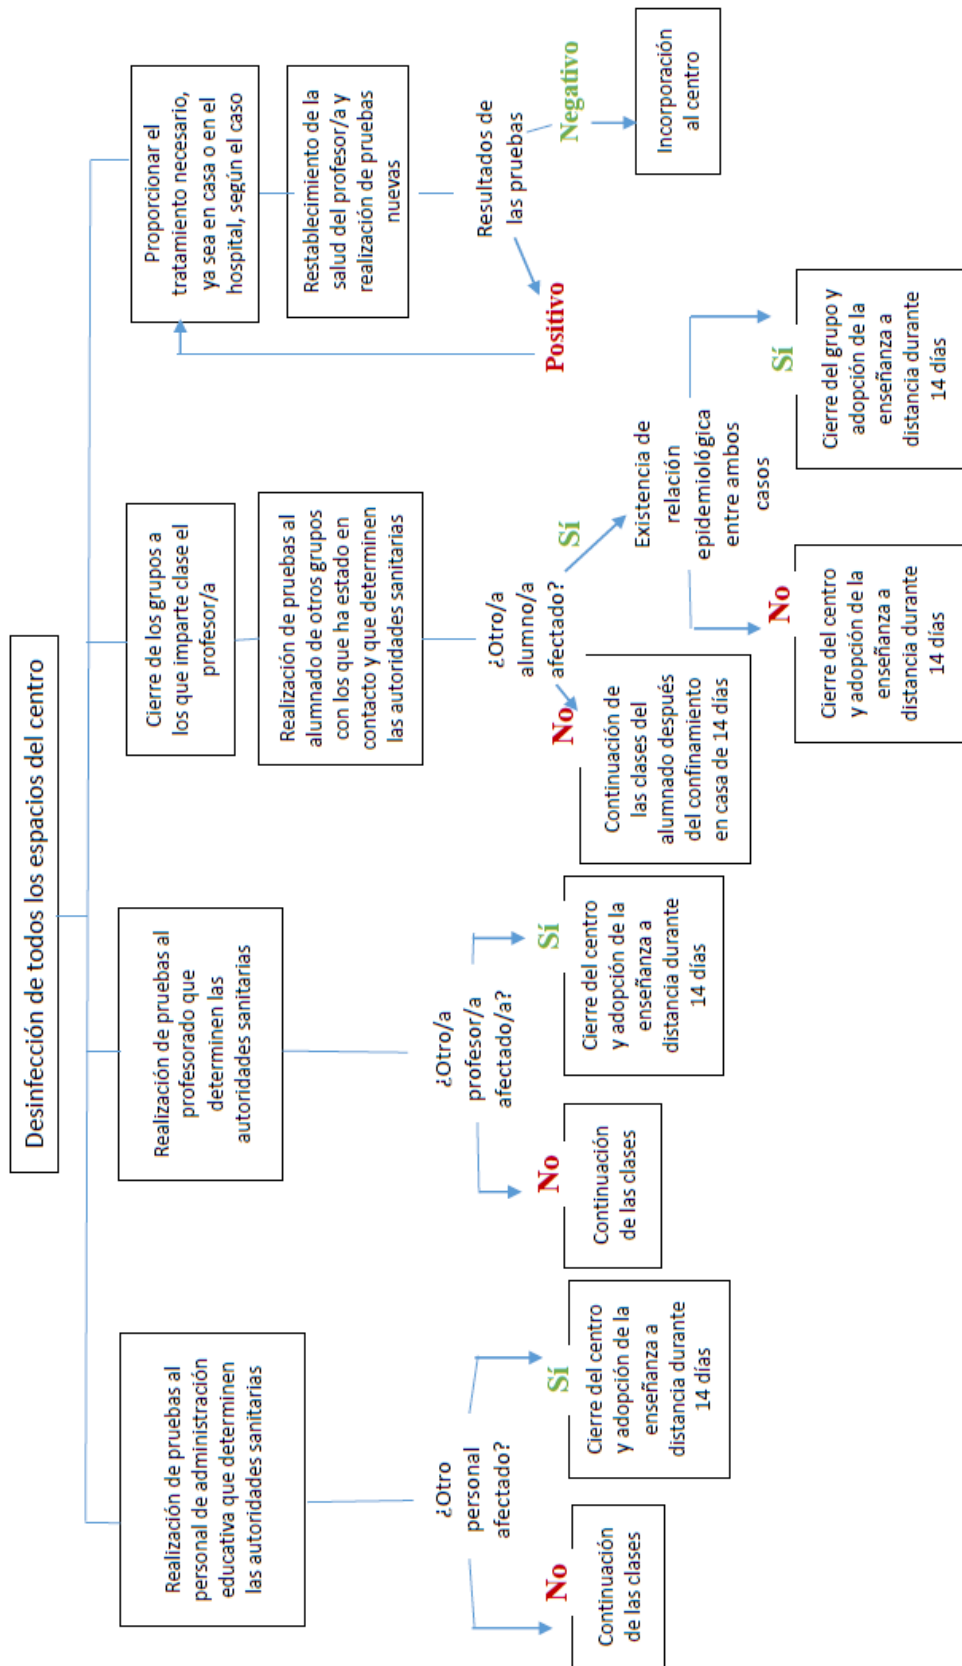 Desinfección de todos los espacios del centro
Realización de pruebas al
personal de administración
educativa que determinen
las autoridades sanitarias
¿Otro
personal
afectado?
No
Continuación
de las clases
Sí
Cierre del centro
y adopción de la
enseñanza a
distancia durante
14 días
Realización de pruebas al
profesorado que
determinen las
autoridades sanitarias
¿Otro/a
profesor/a
afectado/a?
No
Continuación
de las clases
Sí
Cierre del centro
y adopción de la
enseñanza a
distancia durante
14 días
Cierre de los grupos a
los que imparte clase el
profesor/a
Realización de pruebas al
alumnado de otros grupos
con los que ha estado en
contacto y que determinen
las autoridades sanitarias
¿Otro/a
alumno/a
afectado?
No
Continuación de
las clases del
alumnado después
del confinamiento
en casa de 14 días
Sí
Existencia de
relación
epidemiológica
entre ambos
casos
No
Cierre del centro
y adopción de la
enseñanza a
distancia durante
14 días
Sí
Cierre del grupo y
adopción de la
enseñanza a
distancia durante
14 días
Proporcionar el
tratamiento necesario,
ya sea en casa o en el
hospital, según el caso
Restablecimiento de la
salud del profesor/a y
realización de pruebas
nuevas
Resultados de
las pruebas
Positivo
Negativo
Incorporación
al centro